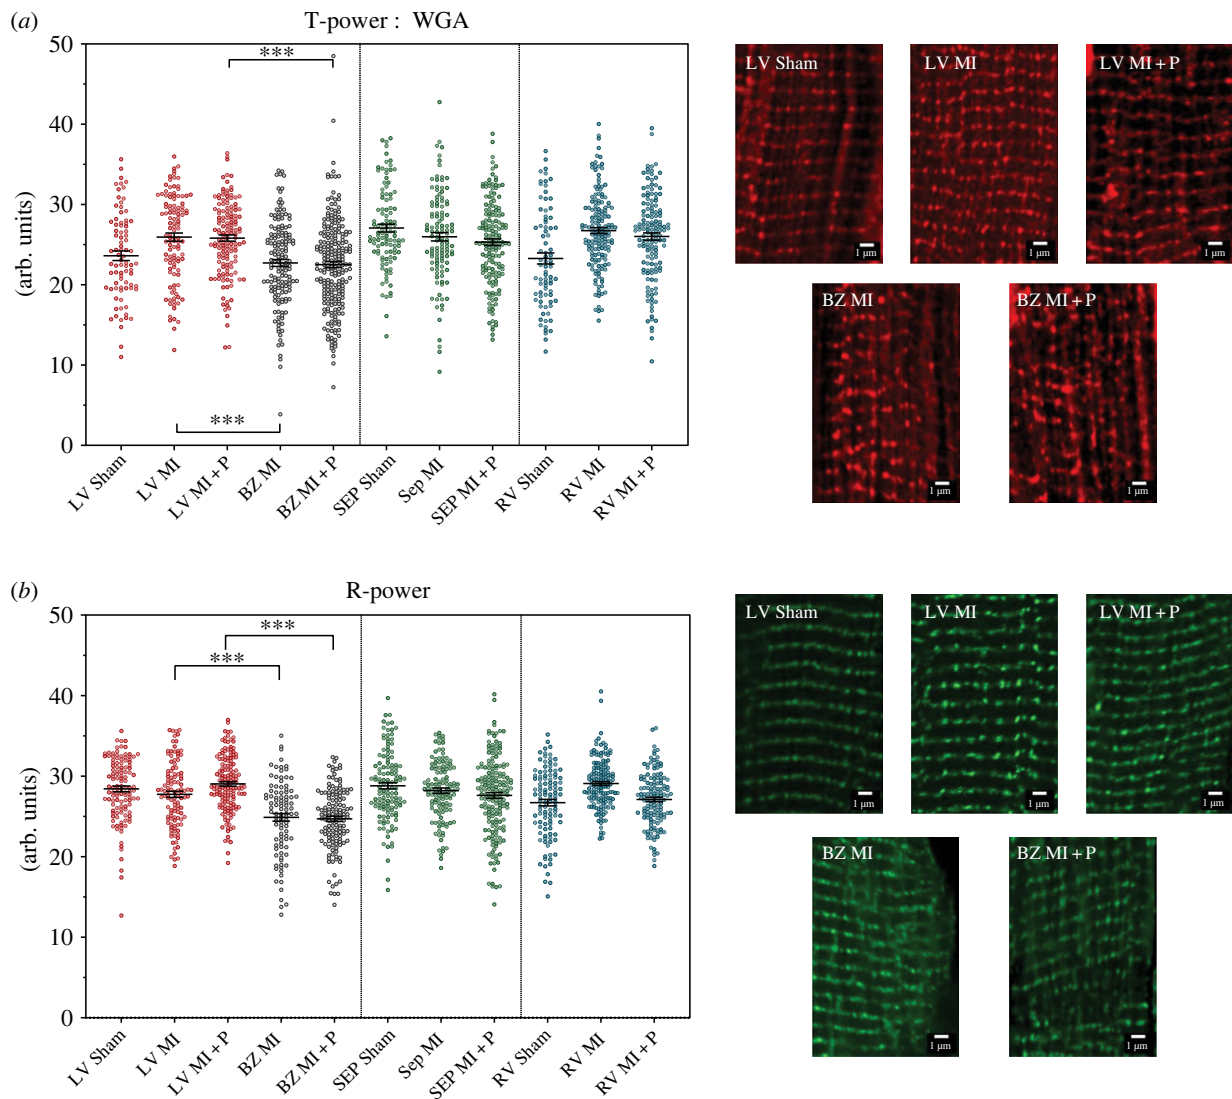 (a)
T-power : WGA
50
40
30
20
10
0
(arb. units)
***
***
LV Sham
LV MI
LV MI + P
BZ MI
BZ MI + P
SEP Sham
Sep MI
SEP MI + P
RV Sham
RV MI
RV MI + P
LV Sham
1 µm
LV MI
1 µm
LV MI + P
1 µm
BZ MI
1 µm
BZ MI + P
1 µm
(b)
R-power
50
40
30
20
10
0
(arb. units)
***
***
LV Sham
LV MI
LV MI + P
BZ MI
BZ MI + P
SEP Sham
Sep MI
SEP MI + P
RV Sham
RV MI
RV MI + P
LV Sham
1 µm
LV MI
1 µm
LV MI + P
1 µm
BZ MI
1 µm
BZ MI + P
1 µm